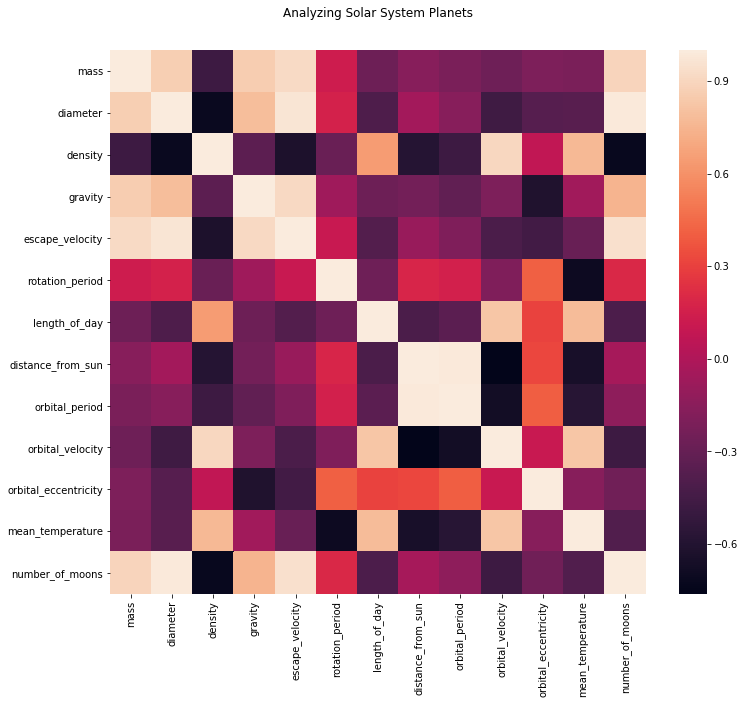 Analyzing Solar System Planets
mass
diameter
density
gravity
escape_velocity
rotation_period
length_of_day
distance_from_sun
orbital_period
orbital_velocity
orbital_eccentricity
mean_temperature
number_of_moons
mass
diameter
density
gravity
escape_velocity
rotation_period
length_of_day
distance_from_sun
orbital_period
orbital_velocity
orbital_eccentricity
mean_temperature
number_of_moons
0.9
0.6
0.3
0.0
−0.3
−0.6